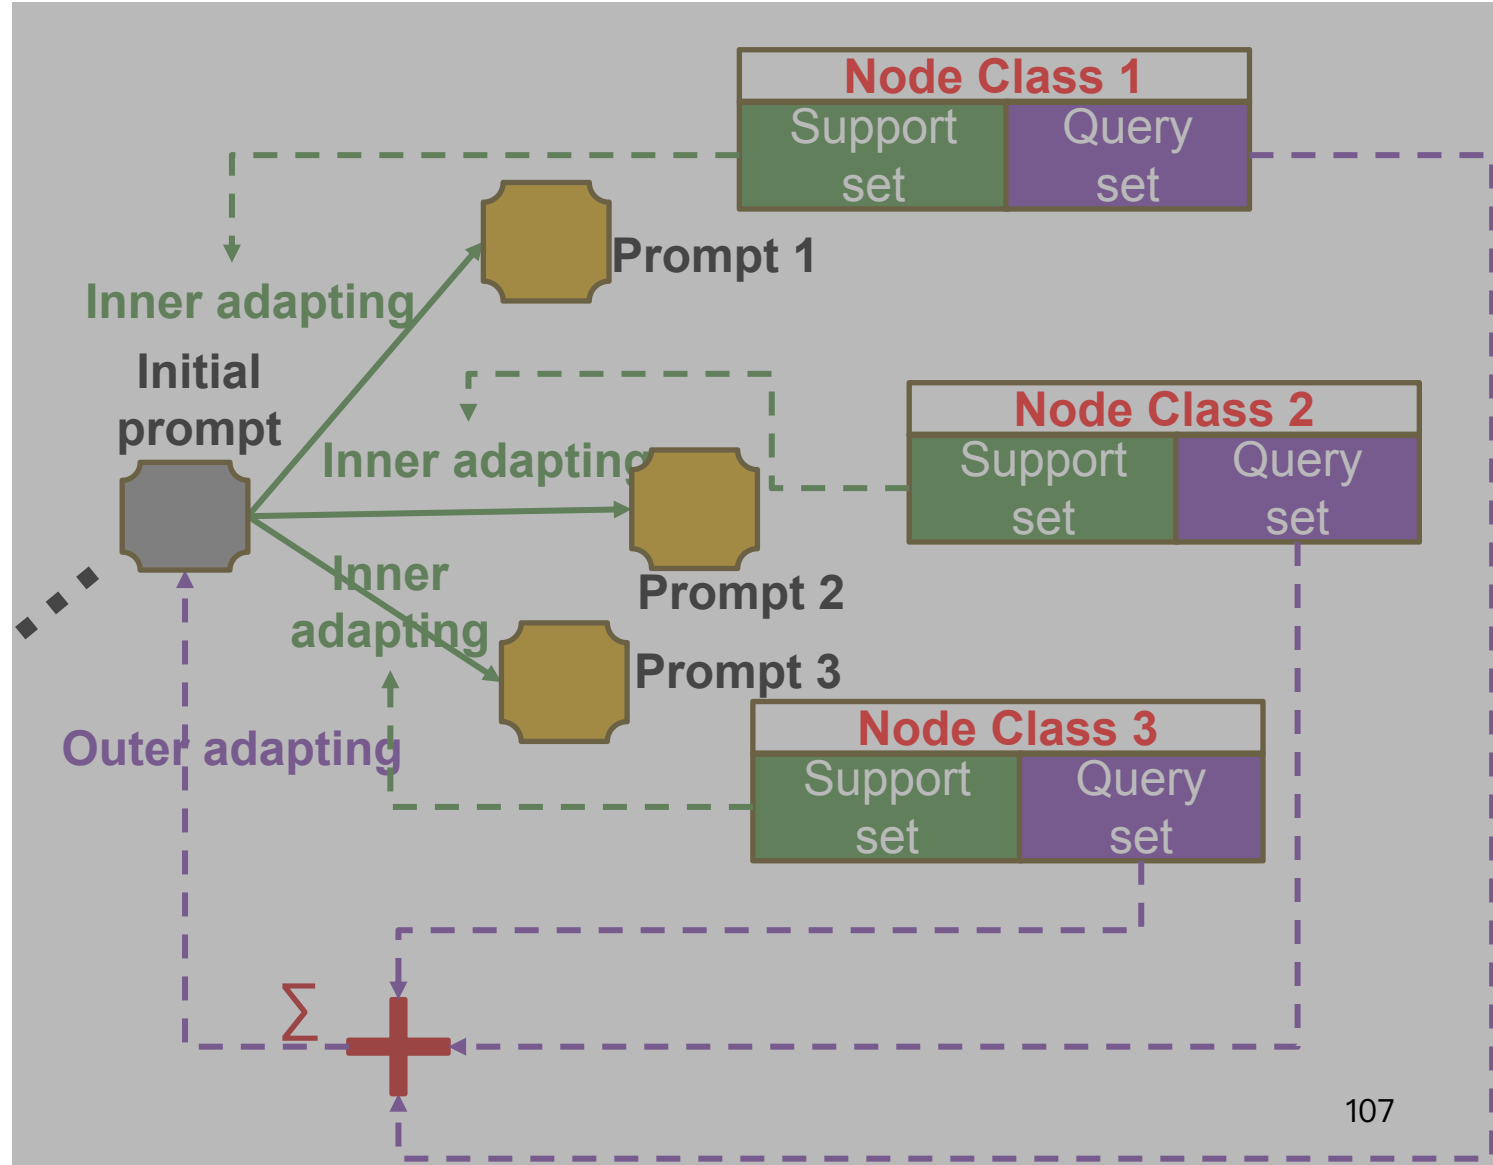 Node Class 1
Support
set
Query
set
Prompt 1
Inner adapting
Initial
prompt
Node Class 2
Support
set
Query
set
Inner adapting
Prompt 2
Inner
adapting
Prompt 3
Node Class 3
Support
set
Query
set
Outer adapting
∑
107